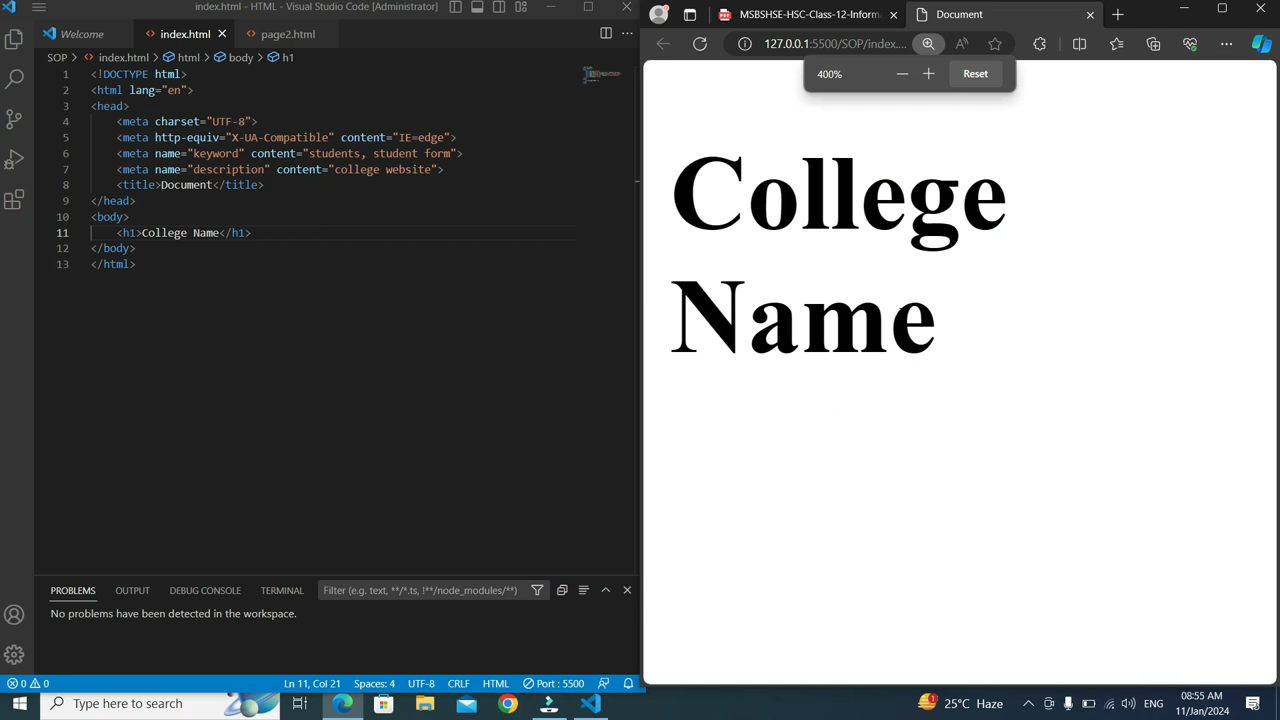 index.html - HTML - Visual Studio Code [Administrator]
Welcome
index.html
page2.html
SOP > index.html > html > body > h1
1 <!DOCTYPE html>
2 <html lang="en">
3 <head>
4 <meta charset="UTF-8">
5 <meta http-equiv="X-UA-Compatible" content="IE=edge">
6 <meta name="keyword" content="students, student form">
7 <meta name="description" content="college website">
8 <title>Document</title>
9 </head>
10 <body>
11 <h1>College Name</h1>
12 </body>
13 </html>
PROBLEMS OUTPUT DEBUG CONSOLE TERMINAL Filter (e.g. text, **/*.ts, !**/node_modules/**)
No problems have been detected in the workspace.
0 0 Ln 11, Col 21 Spaces: 4 UTF-8 CRLF HTML Port : 5500
PDF MSBSHSE-HSC-Class-12-Inform
Document
127.0.1:5500/SOP/index....
400% Reset
College
Name
Type here to search
1 25°C Haze ENG 08:55 AM
11/Jan/2024